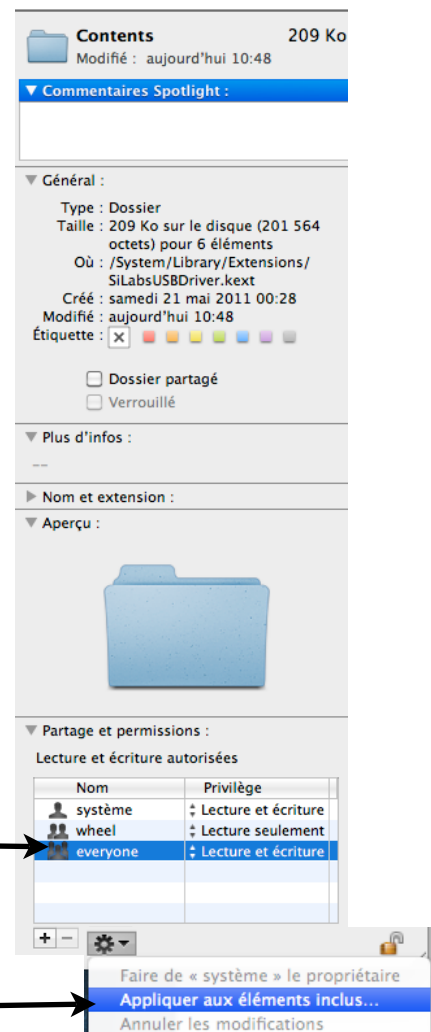 Contents 209 Ko
Modifié : aujourd'hui 10:48
Commentaires Spotlight :
Général :
Type : Dossier
Taille : 209 Ko sur le disque (201 564
octets) pour 6 éléments
Où : /System/Library/Extensions/
SiLabsUSBDriver.kext
Créé : samedi 21 mai 2011 00:28
Modifié : aujourd'hui 10:48
Étiquette :
Dossier partagé
Verrouillé
Plus d'infos :
--
Nom et extension :
Aperçu :
Partage et permissions :
Lecture et écriture autorisées
Nom Privilège
système Lecture et écriture
wheel Lecture seulement
everyone Lecture et écriture
Faire de « système » le propriétaire
Appliquer aux éléments inclus...
Annuler les modifications